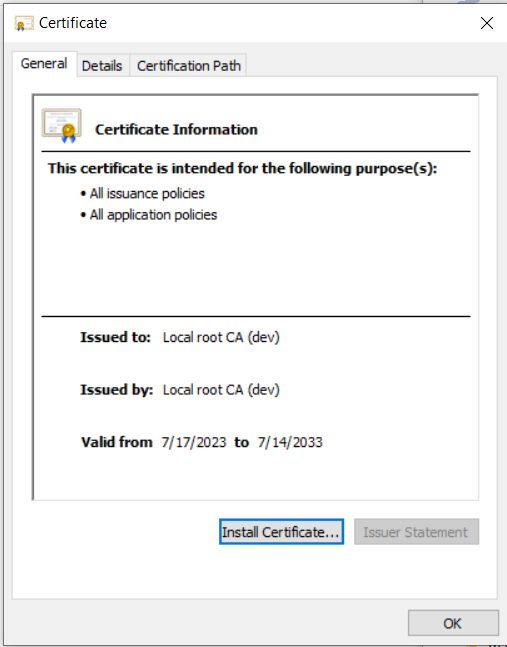 Certificate
General Details Certification Path
Certificate Information
This certificate is intended for the following purpose(s):
• All issuance policies
• All application policies
Issued to: Local root CA (dev)
Issued by: Local root CA (dev)
Valid from 7/17/2023 to 7/14/2033
Install Certificate... Issuer Statement
OK